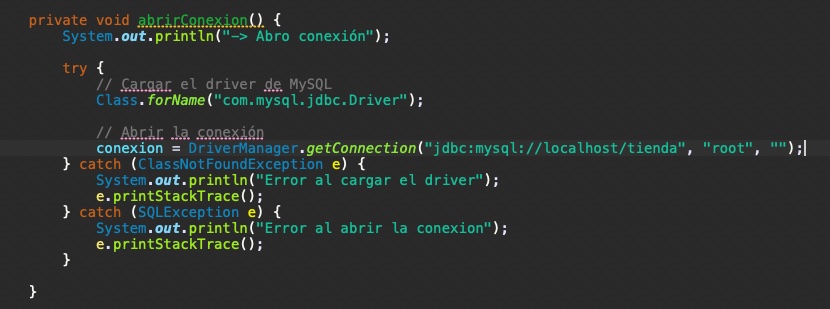 private void abrirConexion() {
System.out.println("-> Abro conexión");
try {
// Cargar el driver de MySQL
Class.forName("com.mysql.jdbc.Driver");
// Abrir la conexión
conexion = DriverManager.getConnection("jdbc:mysql://localhost/tienda", "root", "");
} catch (ClassNotFoundException e) {
System.out.println("Error al cargar el driver");
e.printStackTrace();
} catch (SQLException e) {
System.out.println("Error al abrir la conexion");
e.printStackTrace();
}
}